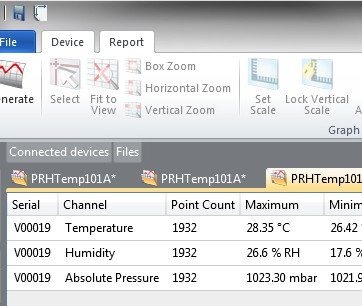 File Device Report
Box Zoom
Horizontal Zoom
Vertical Zoom
Select Fit to View
Set Scale
Lock Vertical Scale
Graph
Connected devices Files
PRHTemp101A* PRHTemp101A* PRHTemp101
Serial Channel Point Count Maximum
V00019 Temperature 1932 28.35 °C 26.42
V00019 Humidity 1932 26.6 % RH 17.6 %
V00019 Absolute Pressure 1932 1023.30 mbar 1021.9